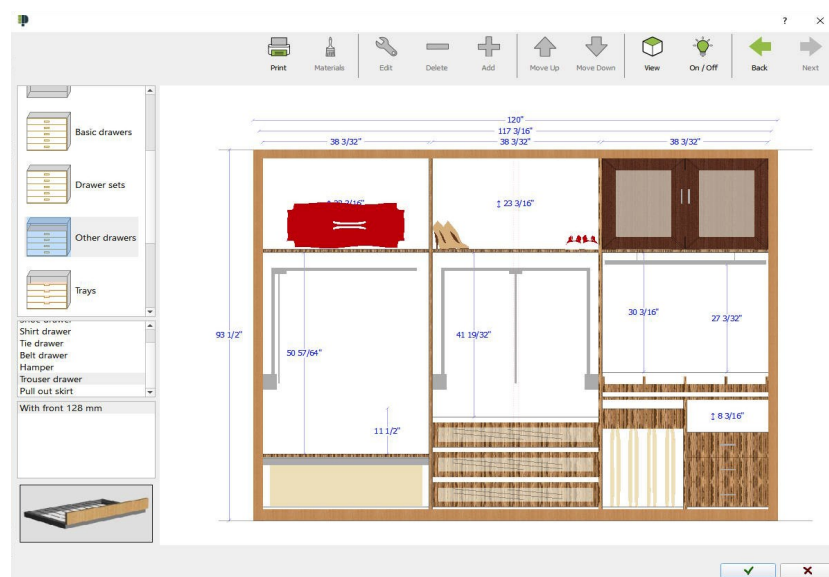 ?
Print
Materials
Edit
Delete
Add
Move Up
Move Down
View
On / Off
Back
Next
Basic drawers
Drawer sets
Other drawers
Trays
Shirt drawer
Tie drawer
Belt drawer
Hamper
Trouser drawer
Pull out skirt
With front 128 mm
120"
117 3/16"
38 3/32"
38 3/32"
38 3/32"
23 3/16"
93 1/2"
50 57/64"
41 19/32"
30 3/16"
27 3/32"
11 1/2"
8 3/16"